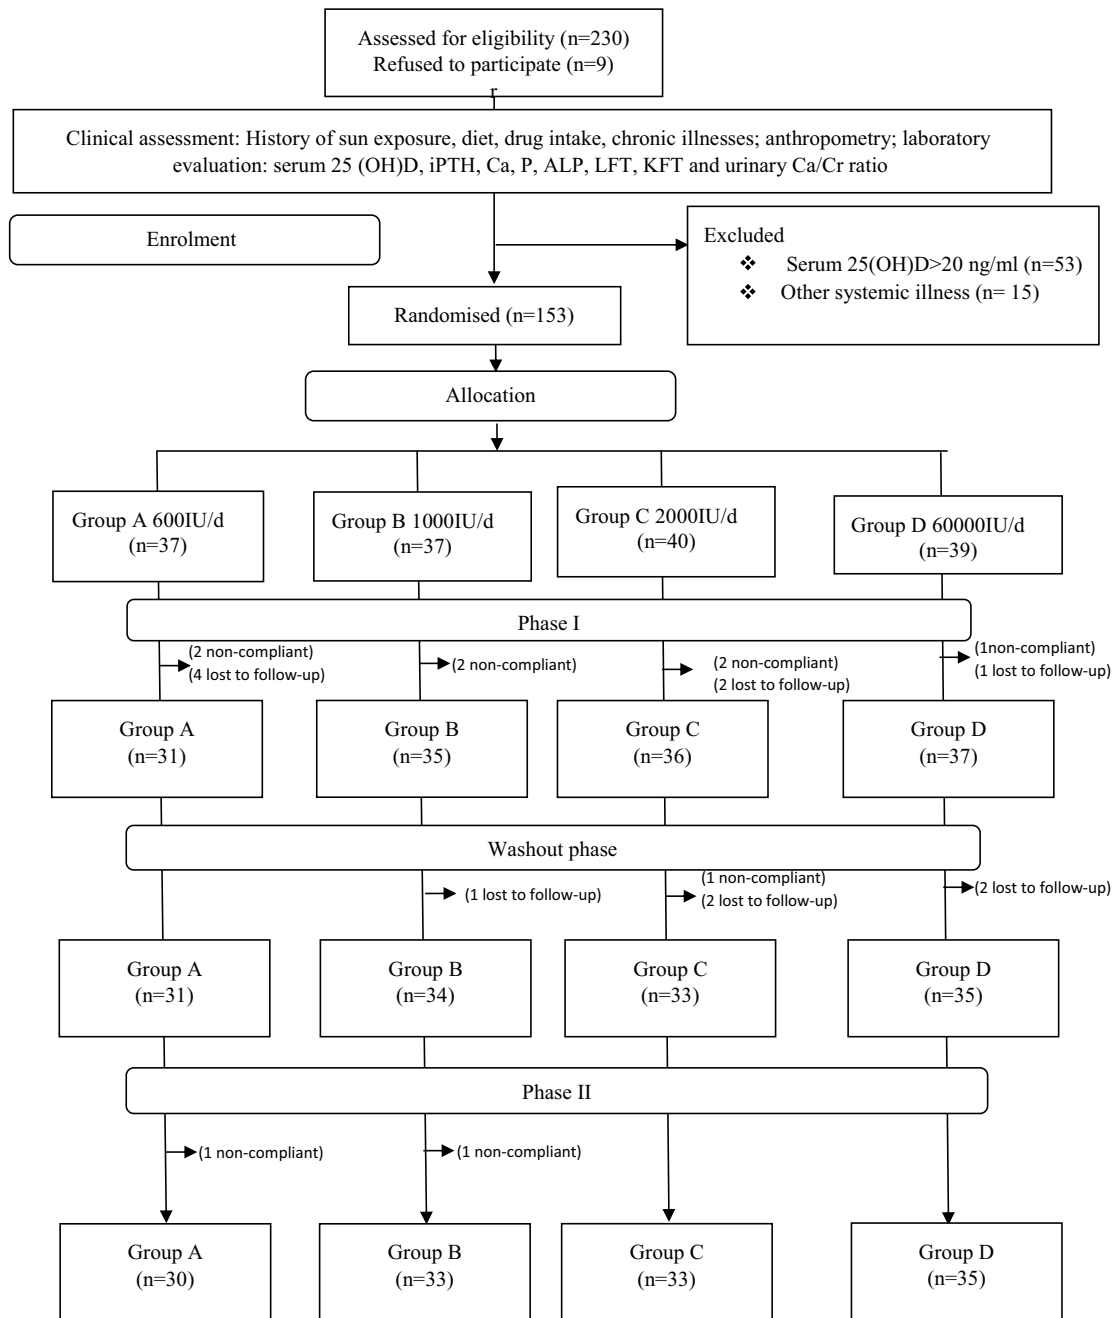 Assessed for eligibility (n=230)
Refused to participate (n=9)
r
Clinical assessment: History of sun exposure, diet, drug intake, chronic illnesses; anthropometry; laboratory
evaluation: serum 25 (OH)D, iPTH, Ca, P, ALP, LFT, KFT and urinary Ca/Cr ratio
Enrolment
Excluded
❖ Serum 25(OH)D>20 ng/ml (n=53)
❖ Other systemic illness (n= 15)
Randomised (n=153)
Allocation
Group A 600IU/d
(n=37)
Group B 1000IU/d
(n=37)
Group C 2000IU/d
(n=40)
Group D 60000IU/d
(n=39)
Phase I
(2 non-compliant)
(4 lost to follow-up)
(2 non-compliant)
(2 non-compliant)
(2 lost to follow-up)
(1non-compliant)
(1 lost to follow-up)
Group A
(n=31)
Group B
(n=35)
Group C
(n=36)
Group D
(n=37)
Washout phase
(1 lost to follow-up)
(1 non-compliant)
(2 lost to follow-up)
(2 lost to follow-up)
Group A
(n=31)
Group B
(n=34)
Group C
(n=33)
Group D
(n=35)
Phase II
(1 non-compliant)
(1 non-compliant)
Group A
(n=30)
Group B
(n=33)
Group C
(n=33)
Group D
(n=35)